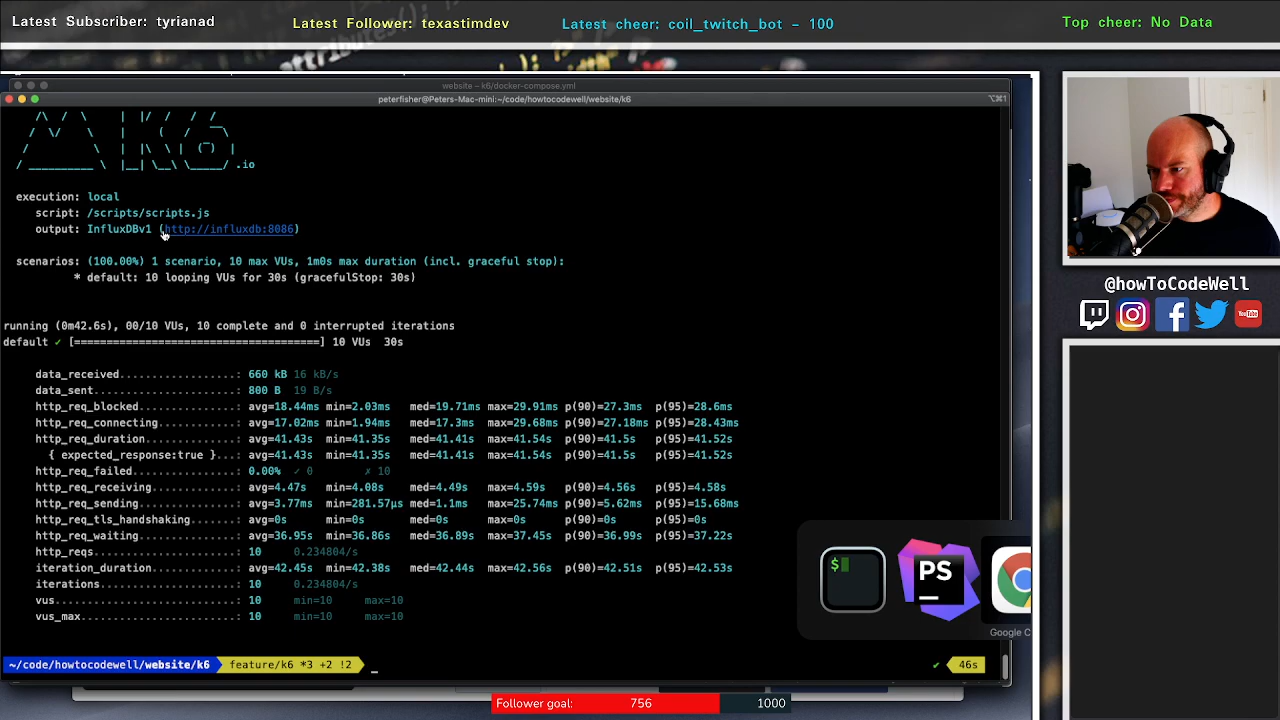 Latest Subscriber: tyrianad
Latest Follower: texastimdev
Latest cheer: coil_twitch_bot - 100
Top cheer: No Data
website – k6/docker-compose.yml
peterfisher@Peters-Mac-mini:~/code/howtocodewell/website/k6
⌥⌘1
.io
execution: local
script: /scripts/scripts.js
output: InfluxDBv1 (http://influxdb:8086)
scenarios: (100.00%) 1 scenario, 10 max VUs, 1m0s max duration (incl. graceful stop):
* default: 10 looping VUs for 30s (gracefulStop: 30s)
running (0m42.6s), 00/10 VUs, 10 complete and 0 interrupted iterations
default ✓ [======================================] 10 VUs  30s
data_received..................: 660 kB 16 kB/s
data_sent......................: 800 B  19 B/s
http_req_blocked...............: avg=18.44ms min=2.03ms   med=19.71ms max=29.91ms p(90)=27.3ms  p(95)=28.6ms
http_req_connecting............: avg=17.02ms min=1.94ms   med=17.3ms  max=29.68ms p(90)=27.18ms p(95)=28.43ms
http_req_duration..............: avg=41.43s  min=41.35s   med=41.41s  max=41.54s  p(90)=41.5s   p(95)=41.52s
{ expected_response:true }...: avg=41.43s  min=41.35s   med=41.41s  max=41.54s  p(90)=41.5s   p(95)=41.52s
http_req_failed................: 0.00%  ✓ 0        ✗ 10
http_req_receiving.............: avg=4.47s   min=4.08s    med=4.49s   max=4.59s   p(90)=4.56s   p(95)=4.58s
http_req_sending...............: avg=3.77ms  min=281.57µs med=1.1ms   max=25.74ms p(90)=5.62ms  p(95)=15.68ms
http_req_tls_handshaking.......: avg=0s      min=0s       med=0s      max=0s      p(90)=0s      p(95)=0s
http_req_waiting...............: avg=36.95s  min=36.86s   med=36.89s  max=37.45s  p(90)=36.99s  p(95)=37.22s
http_reqs......................: 10     0.234804/s
iteration_duration.............: avg=42.45s  min=42.38s   med=42.44s  max=42.56s  p(90)=42.51s  p(95)=42.53s
iterations.....................: 10     0.234804/s
vus............................: 10     min=10     max=10
vus_max........................: 10     min=10     max=10
~/code/howtocodewell/website/k6
feature/k6 *3 +2 !2
✔
46s
$
PS
Google C
@howToCodeWell
You
Tube
Follower goal:
756
1000